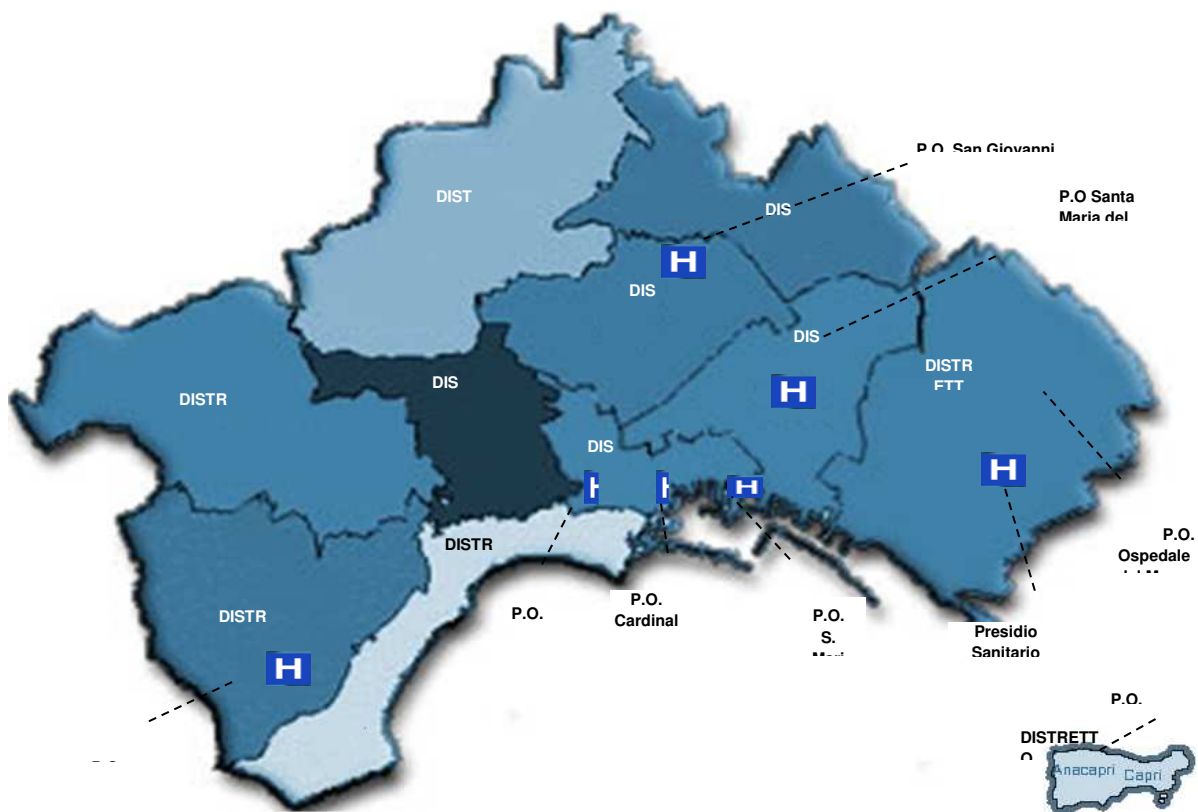 P.O. San Giovanni
DIST
P.O Santa
Maria del
DIS
H
DIS
DIS
DISTR
ETT
DIS
H
DISTR
DIS
H
H
H
H
DISTR
P.O.
Ospedale
P.O.
P.O.
Cardinal
P.O.
S.
DISTR
Presidio
Sanitario
H
P.O.
DISTRETT
O
Anacapri
Capri